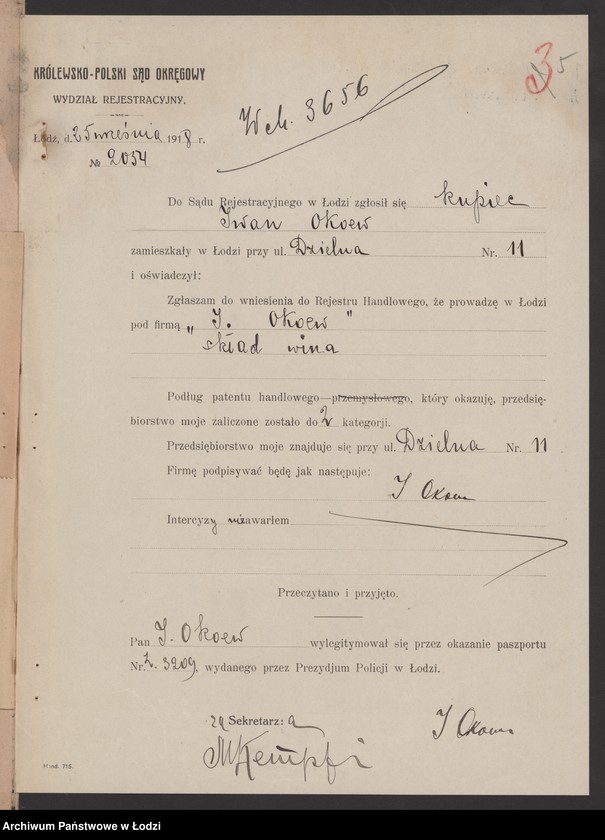 KRÓLEWSKO-POLSKI SĄD OKRĘGOWY
WYDZIAŁ REJESTRACYJNY.
3
5
Wch. 3656
Łódź, d. 25 września 1918 r.
№ 2054
Do Sądu Rejestracyjnego w Łodzi zgłosił się kupiec
Iwan Okoew
zamieszkały w Łodzi przy ul. Dzielna Nr. 11
i oświadczył:
Zgłaszam do wniesienia do Rejestru Handlowego, że prowadzę w Łodzi
pod firmą „I. Okoew"
skład wina
Podług patentu handlowego—przemysłowego, który okazuję, przedsię-
biorstwo moje zaliczone zostało do 2 kategorji.
Przedsiębiorstwo moje znajduje się przy ul. Dzielna Nr. 11
Firmę podpisywać będę jak następuje:
I Okoew
Intercyzy niezawarłem
Przeczytano i przyjęto.
Pan I. Okoew wylegitymował się przez okazanie paszportu
Nr. 3209, wydanego przez Prezydjum Policji w Łodzi.
za Sekretarz:
I Okoew
H rod. 715.
Archiwum Państwowe w Łodzi